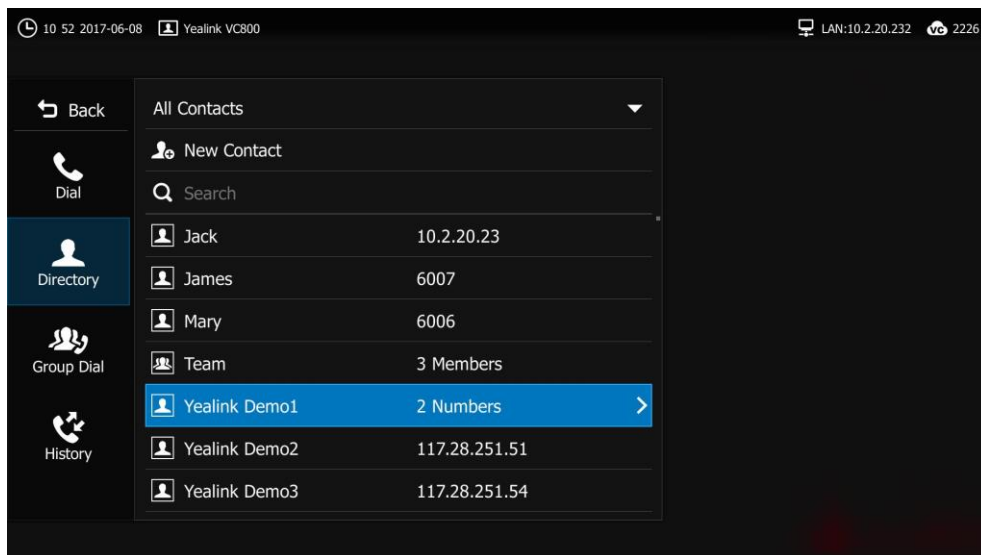 10 52 2017-06-08 Yealink VC800 LAN:10.2.20.232 VC 2226
Back
Dial
Directory
Group Dial
History
All Contacts
New Contact
Search
Jack 10.2.20.23
James 6007
Mary 6006
Team 3 Members
Yealink Demo1 2 Numbers
Yealink Demo2 117.28.251.51
Yealink Demo3 117.28.251.54